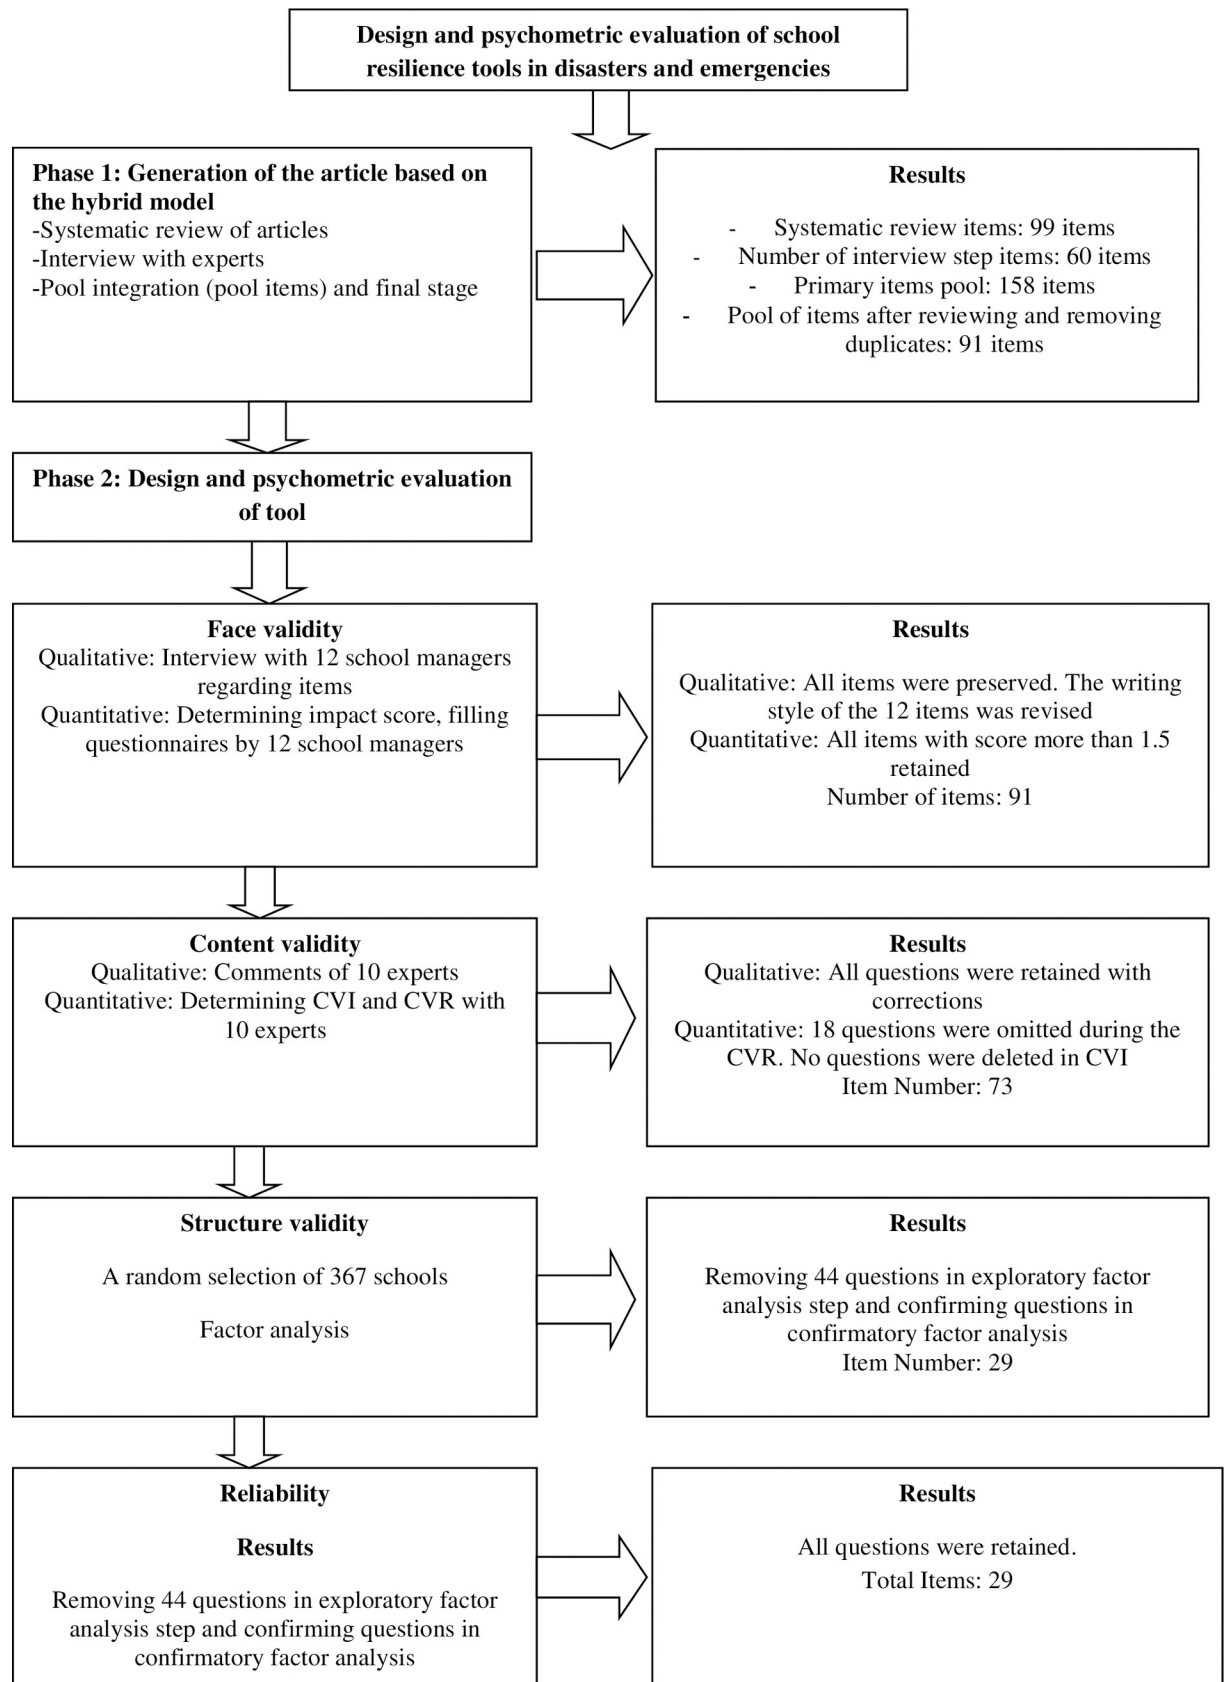 Design and psychometric evaluation of school
resilience tools in disasters and emergencies
Phase 1: Generation of the article based on
the hybrid model
-Systematic review of articles
-Interview with experts
-Pool integration (pool items) and final stage
Results
- Systematic review items: 99 items
- Number of interview step items: 60 items
- Primary items pool: 158 items
- Pool of items after reviewing and removing
duplicates: 91 items
Phase 2: Design and psychometric evaluation
of tool
Face validity
Qualitative: Interview with 12 school managers
regarding items
Quantitative: Determining impact score, filling
questionnaires by 12 school managers
Results
Qualitative: All items were preserved. The writing
style of the 12 items was revised
Quantitative: All items with score more than 1.5
retained
Number of items: 91
Content validity
Qualitative: Comments of 10 experts
Quantitative: Determining CVI and CVR with
10 experts
Results
Qualitative: All questions were retained with
corrections
Quantitative: 18 questions were omitted during the
CVR. No questions were deleted in CVI
Item Number: 73
Structure validity
A random selection of 367 schools
Factor analysis
Results
Removing 44 questions in exploratory factor
analysis step and confirming questions in
confirmatory factor analysis
Item Number: 29
Reliability
Results
Removing 44 questions in exploratory factor
analysis step and confirming questions in
confirmatory factor analysis
Results
All questions were retained.
Total Items: 29